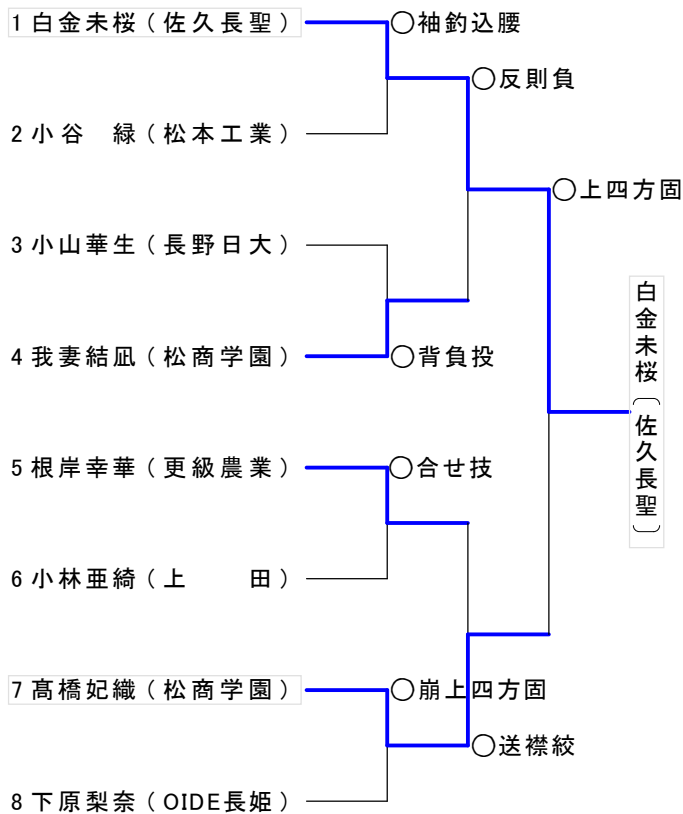 1 白金未桜（佐久長聖）
○袖釣込腰
○反則負
2 小谷　緑（松本工業）
○上四方固
3 小山華生（長野日大）
白金未桜（佐久長聖）
4 我妻結凪（松商学園）
○背負投
5 根岸幸華（更級農業）
○合せ技
6 小林亜綺（上　　田）
7 髙橋妃織（松商学園）
○崩上四方固
○送襟絞
8 下原梨奈（OIDE長姫）